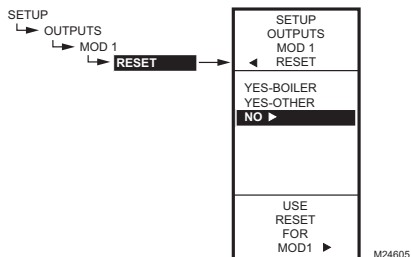 SETUP
OUTPUTS
MOD 1
RESET
SETUP
OUTPUTS
MOD 1
◄ RESET
YES-BOILER
YES-OTHER
NO ►
USE
RESET
FOR
MOD1 ►
M24605